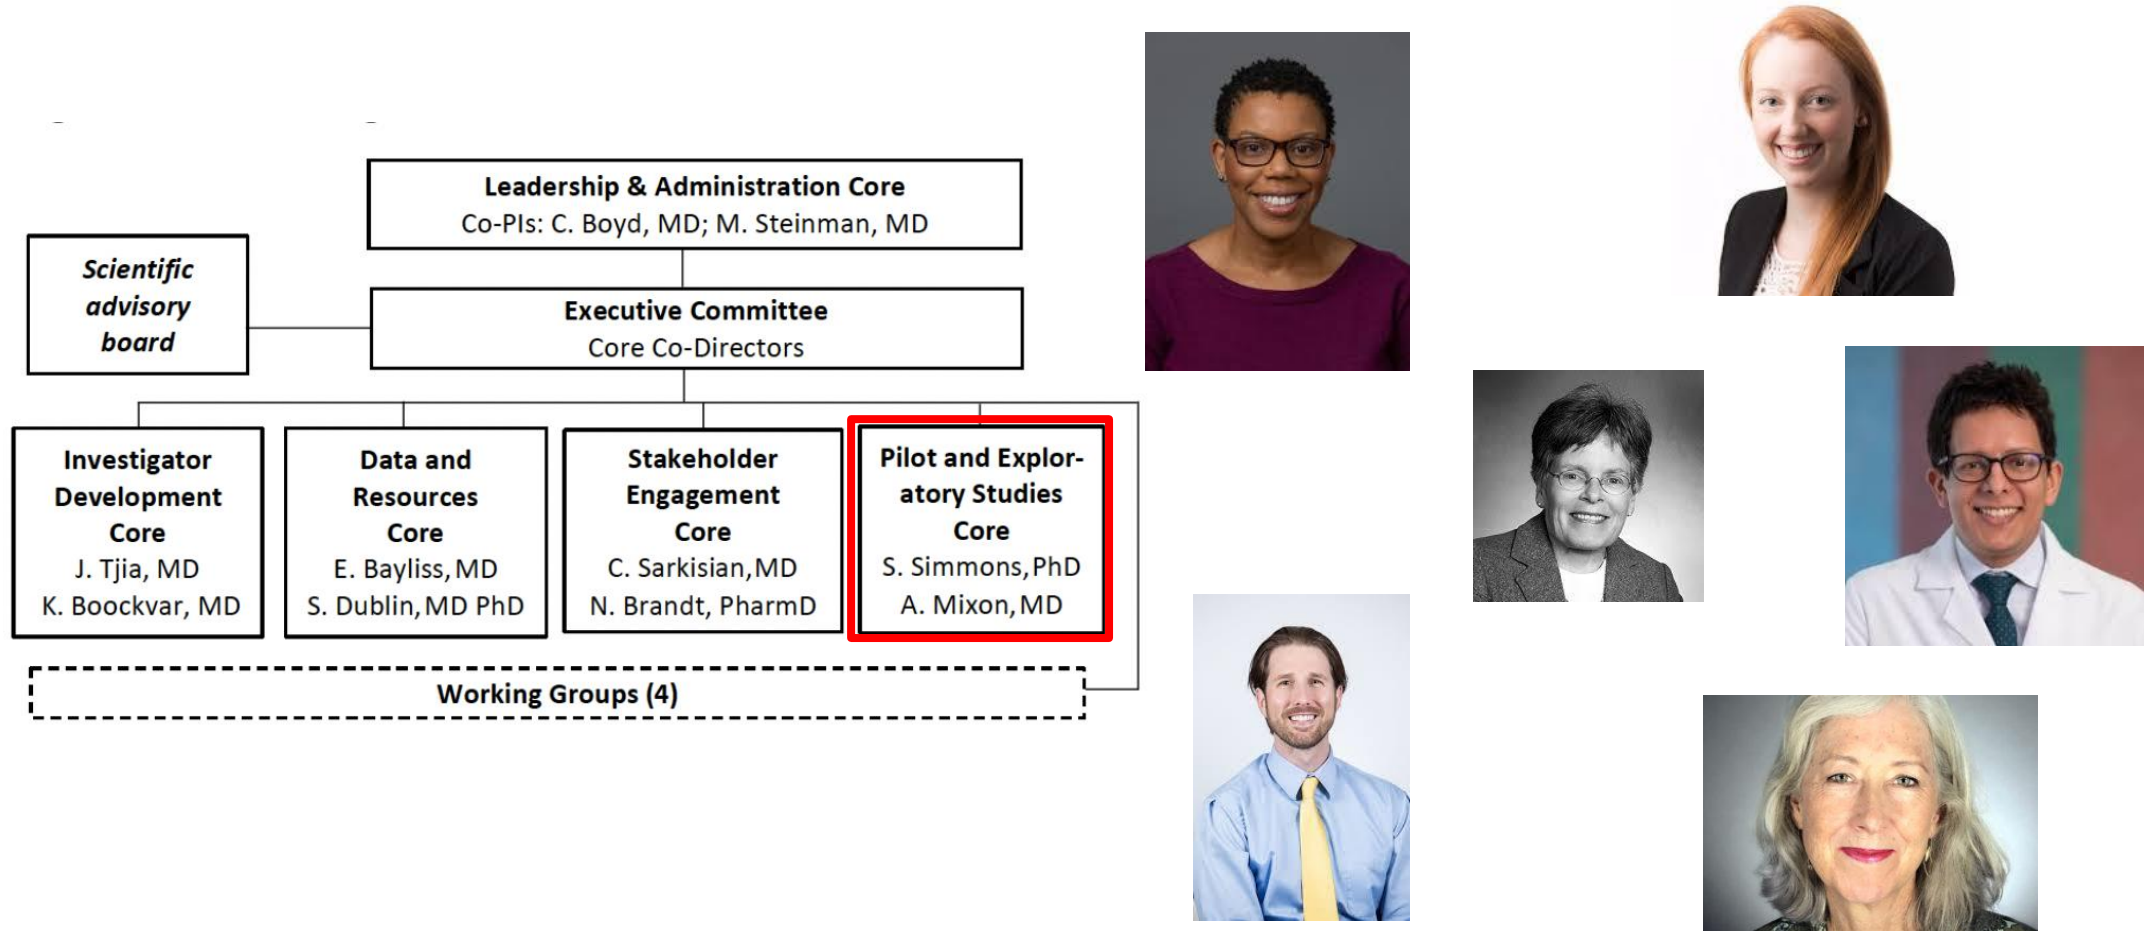 Leadership & Administration Core
Co-PIs: C. Boyd, MD; M. Steinman, MD
Scientific
advisory
board
Executive Committee
Core Co-Directors
Investigator
Development
Core
J. Tjia, MD
K. Boockvar, MD
Data and
Resources
Core
E. Bayliss, MD
S. Dublin, MD PhD
Stakeholder
Engagement
Core
C. Sarkisian, MD
N. Brandt, PharmD
Pilot and Explor-
atory Studies
Core
S. Simmons, PhD
A. Mixon, MD
Working Groups (4)